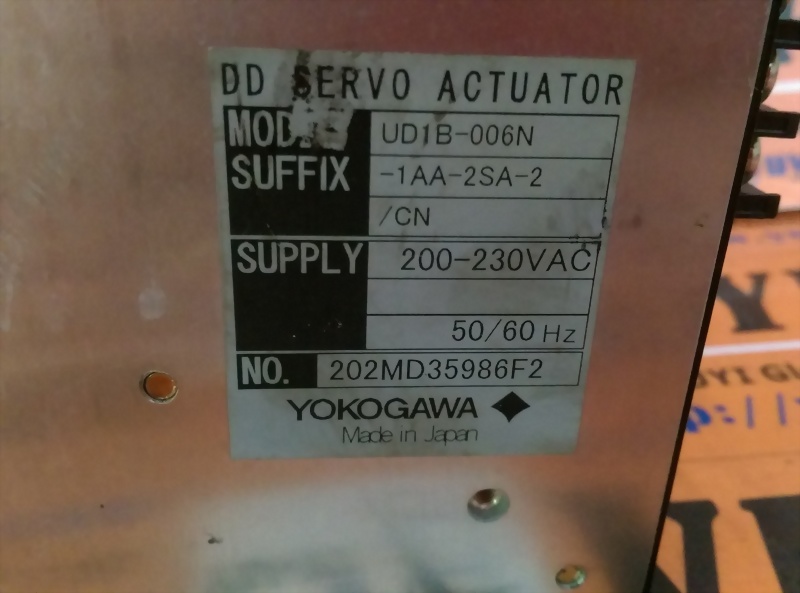 DD SERVO ACTUATOR
MODEL UD1B-006N
SUFFIX -1AA-2SA-2
/CN
SUPPLY 200-230VAC
50/60 Hz
NO. 202MD35986F2
YOKOGAWA
Made in Japan